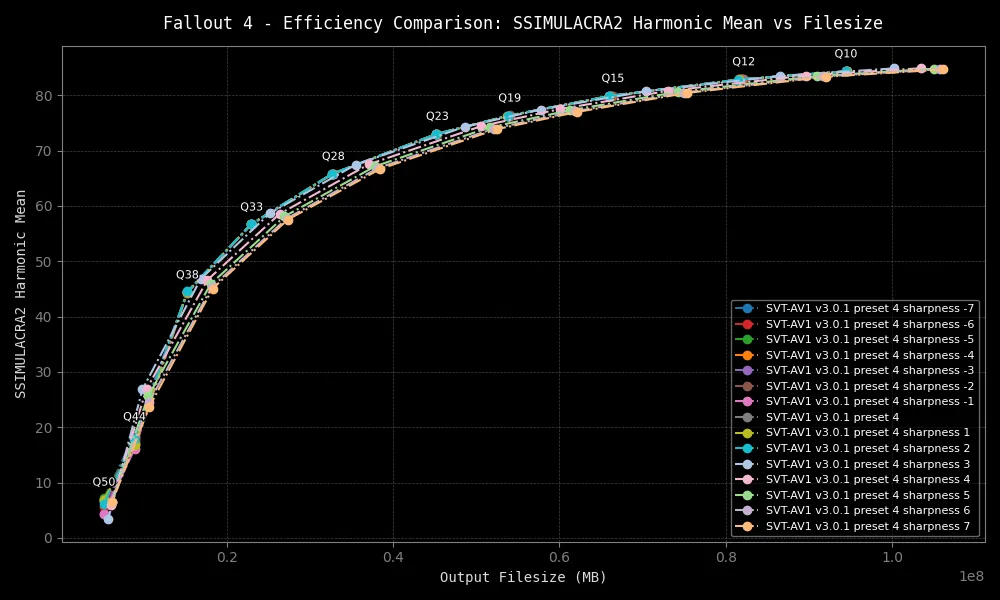 Fallout 4 - Efficiency Comparison: SSIMULACRA2 Harmonic Mean vs Filesize
SSIMULACRA2 Harmonic Mean
80
70
60
50
40
30
20
10
0
Q50
Q44
Q38
Q33
Q28
Q23
Q19
Q15
Q12
Q10
SVT-AV1 v3.0.1 preset 4 sharpness -7
SVT-AV1 v3.0.1 preset 4 sharpness -6
SVT-AV1 v3.0.1 preset 4 sharpness -5
SVT-AV1 v3.0.1 preset 4 sharpness -4
SVT-AV1 v3.0.1 preset 4 sharpness -3
SVT-AV1 v3.0.1 preset 4 sharpness -2
SVT-AV1 v3.0.1 preset 4 sharpness -1
SVT-AV1 v3.0.1 preset 4
SVT-AV1 v3.0.1 preset 4 sharpness 1
SVT-AV1 v3.0.1 preset 4 sharpness 2
SVT-AV1 v3.0.1 preset 4 sharpness 3
SVT-AV1 v3.0.1 preset 4 sharpness 4
SVT-AV1 v3.0.1 preset 4 sharpness 5
SVT-AV1 v3.0.1 preset 4 sharpness 6
SVT-AV1 v3.0.1 preset 4 sharpness 7
0.2 0.4 0.6 0.8 1.0
1e8
Output Filesize (MB)